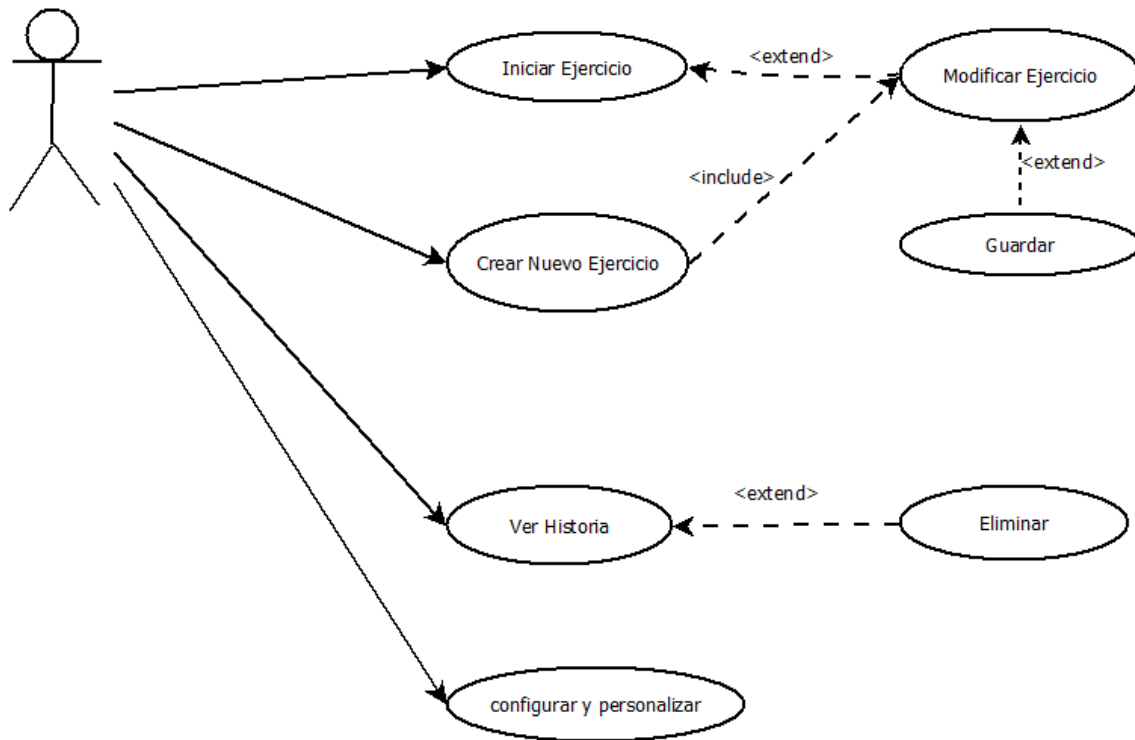 Iniciar Ejercicio
<extend>
Modificar Ejercicio
<include>
<extend>
Crear Nuevo Ejercicio
Guardar
Ver Historia
<extend>
Eliminar
configurar y personalizar